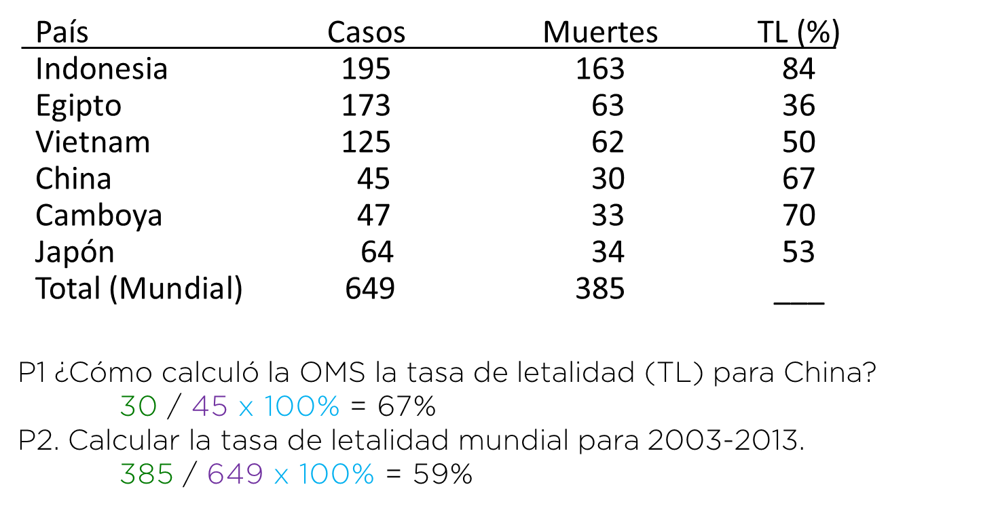 País Casos Muertes TL (%)
Indonesia 195 163 84
Egipto 173 63 36
Vietnam 125 62 50
China 45 30 67
Camboya 47 33 70
Japón 64 34 53
Total (Mundial) 649 385 ___
P1 ¿Cómo calculó la OMS la tasa de letalidad (TL) para China?
30 / 45 x 100% = 67%
P2. Calcular la tasa de letalidad mundial para 2003-2013.
385 / 649 x 100% = 59%